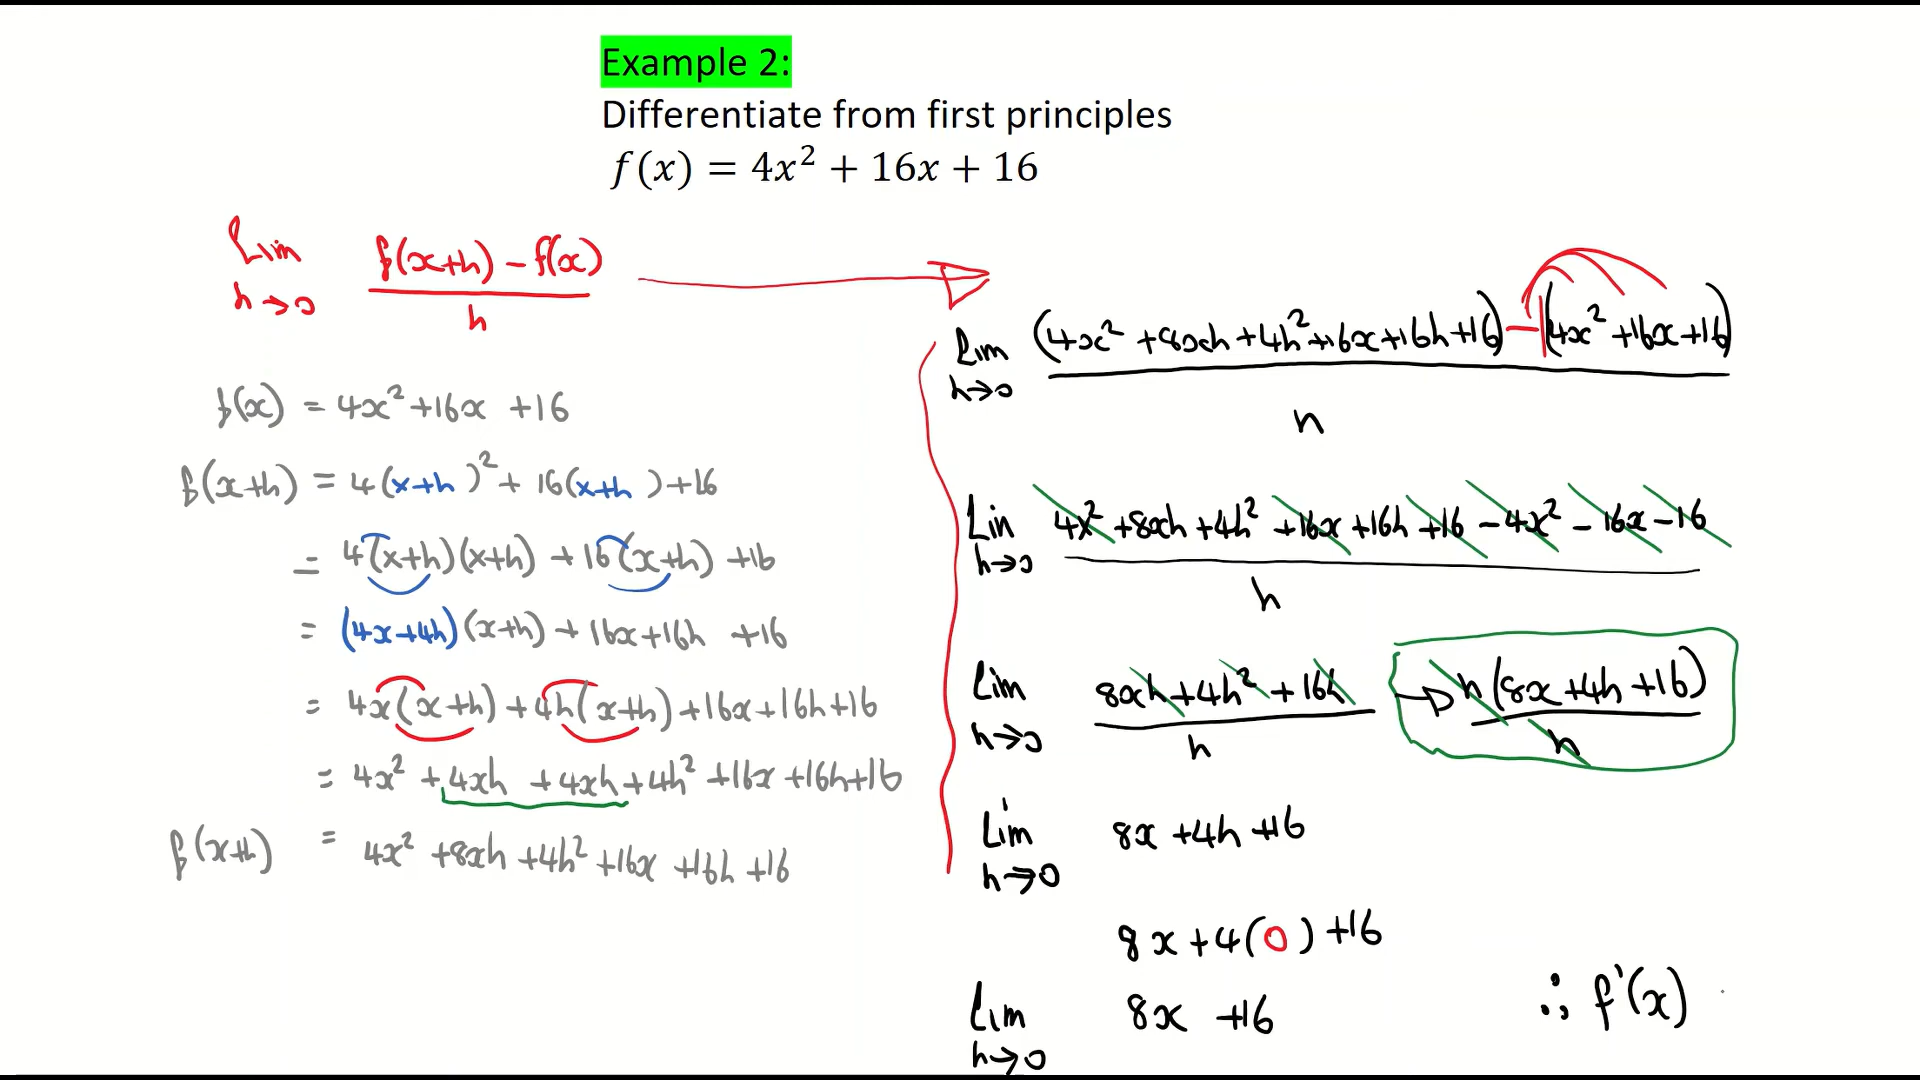 Example 2:
Differentiate from first principles
f(x) = 4x² + 16x + 16
Lim f(x+h) – f(x)
h→0 h
f(x) = 4x² +16x +16
f(x+h) = 4(x+h)² + 16(x+h) +16
= 4(x+h)(x+h) + 16(x+h) +16
= (4x+4h)(x+h) + 16x+16h +16
= 4x(x+h) + 4h(x+h) +16x+16h+16
= 4x² +4xh +4xh +4h² +16x +16h+16
f(x+h) = 4x² +8xh +4h² +16x +16h +16
Lim (4x² +8xh +4h² +16x +16h +16) – (4x² +16x +16)
h→0 h
Lim 4x² +8xh +4h² +16x +16h +16 – 4x² – 16x – 16
h→0 h
Lim 8xh +4h² +16h → h(8x +4h +16)
h→0 h h
Lim 8x +4h +16
h→0
8x +4(0) +16
Lim 8x +16
h→0
∴ f'(x)